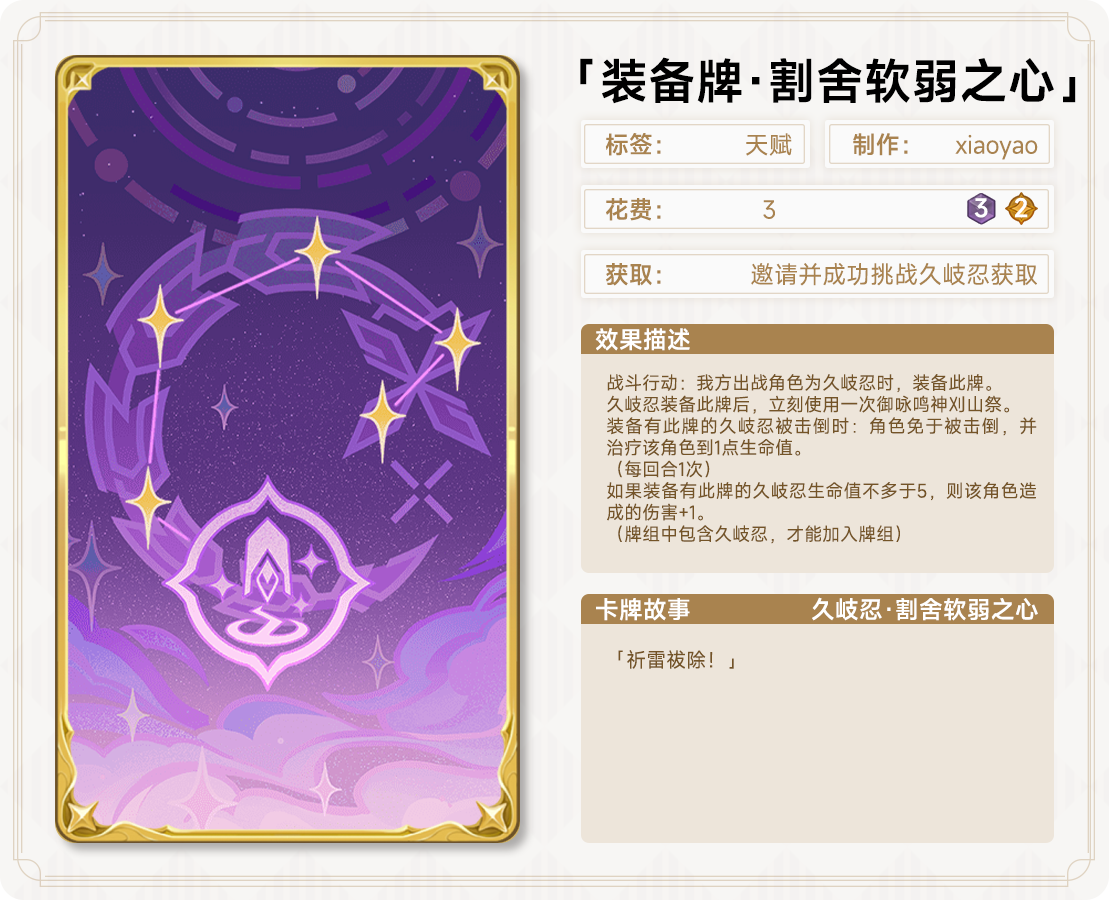 「装备牌·割舍软弱之心」
标签： 天赋 制作： xiaoyao
花费： 3 3 2
获取： 邀请并成功挑战久岐忍获取
效果描述
战斗行动：我方出战角色为久岐忍时，装备此牌。
久岐忍装备此牌后，立刻使用一次御咏鸣神刈山祭。
装备有此牌的久岐忍被击倒时：角色免于被击倒，并
治疗该角色到1点生命值。
（每回合1次）
如果装备有此牌的久岐忍生命值不多于5，则该角色造
成的伤害+1。
（牌组中包含久岐忍，才能加入牌组）
卡牌故事 久岐忍·割舍软弱之心
「祈雷祓除！」